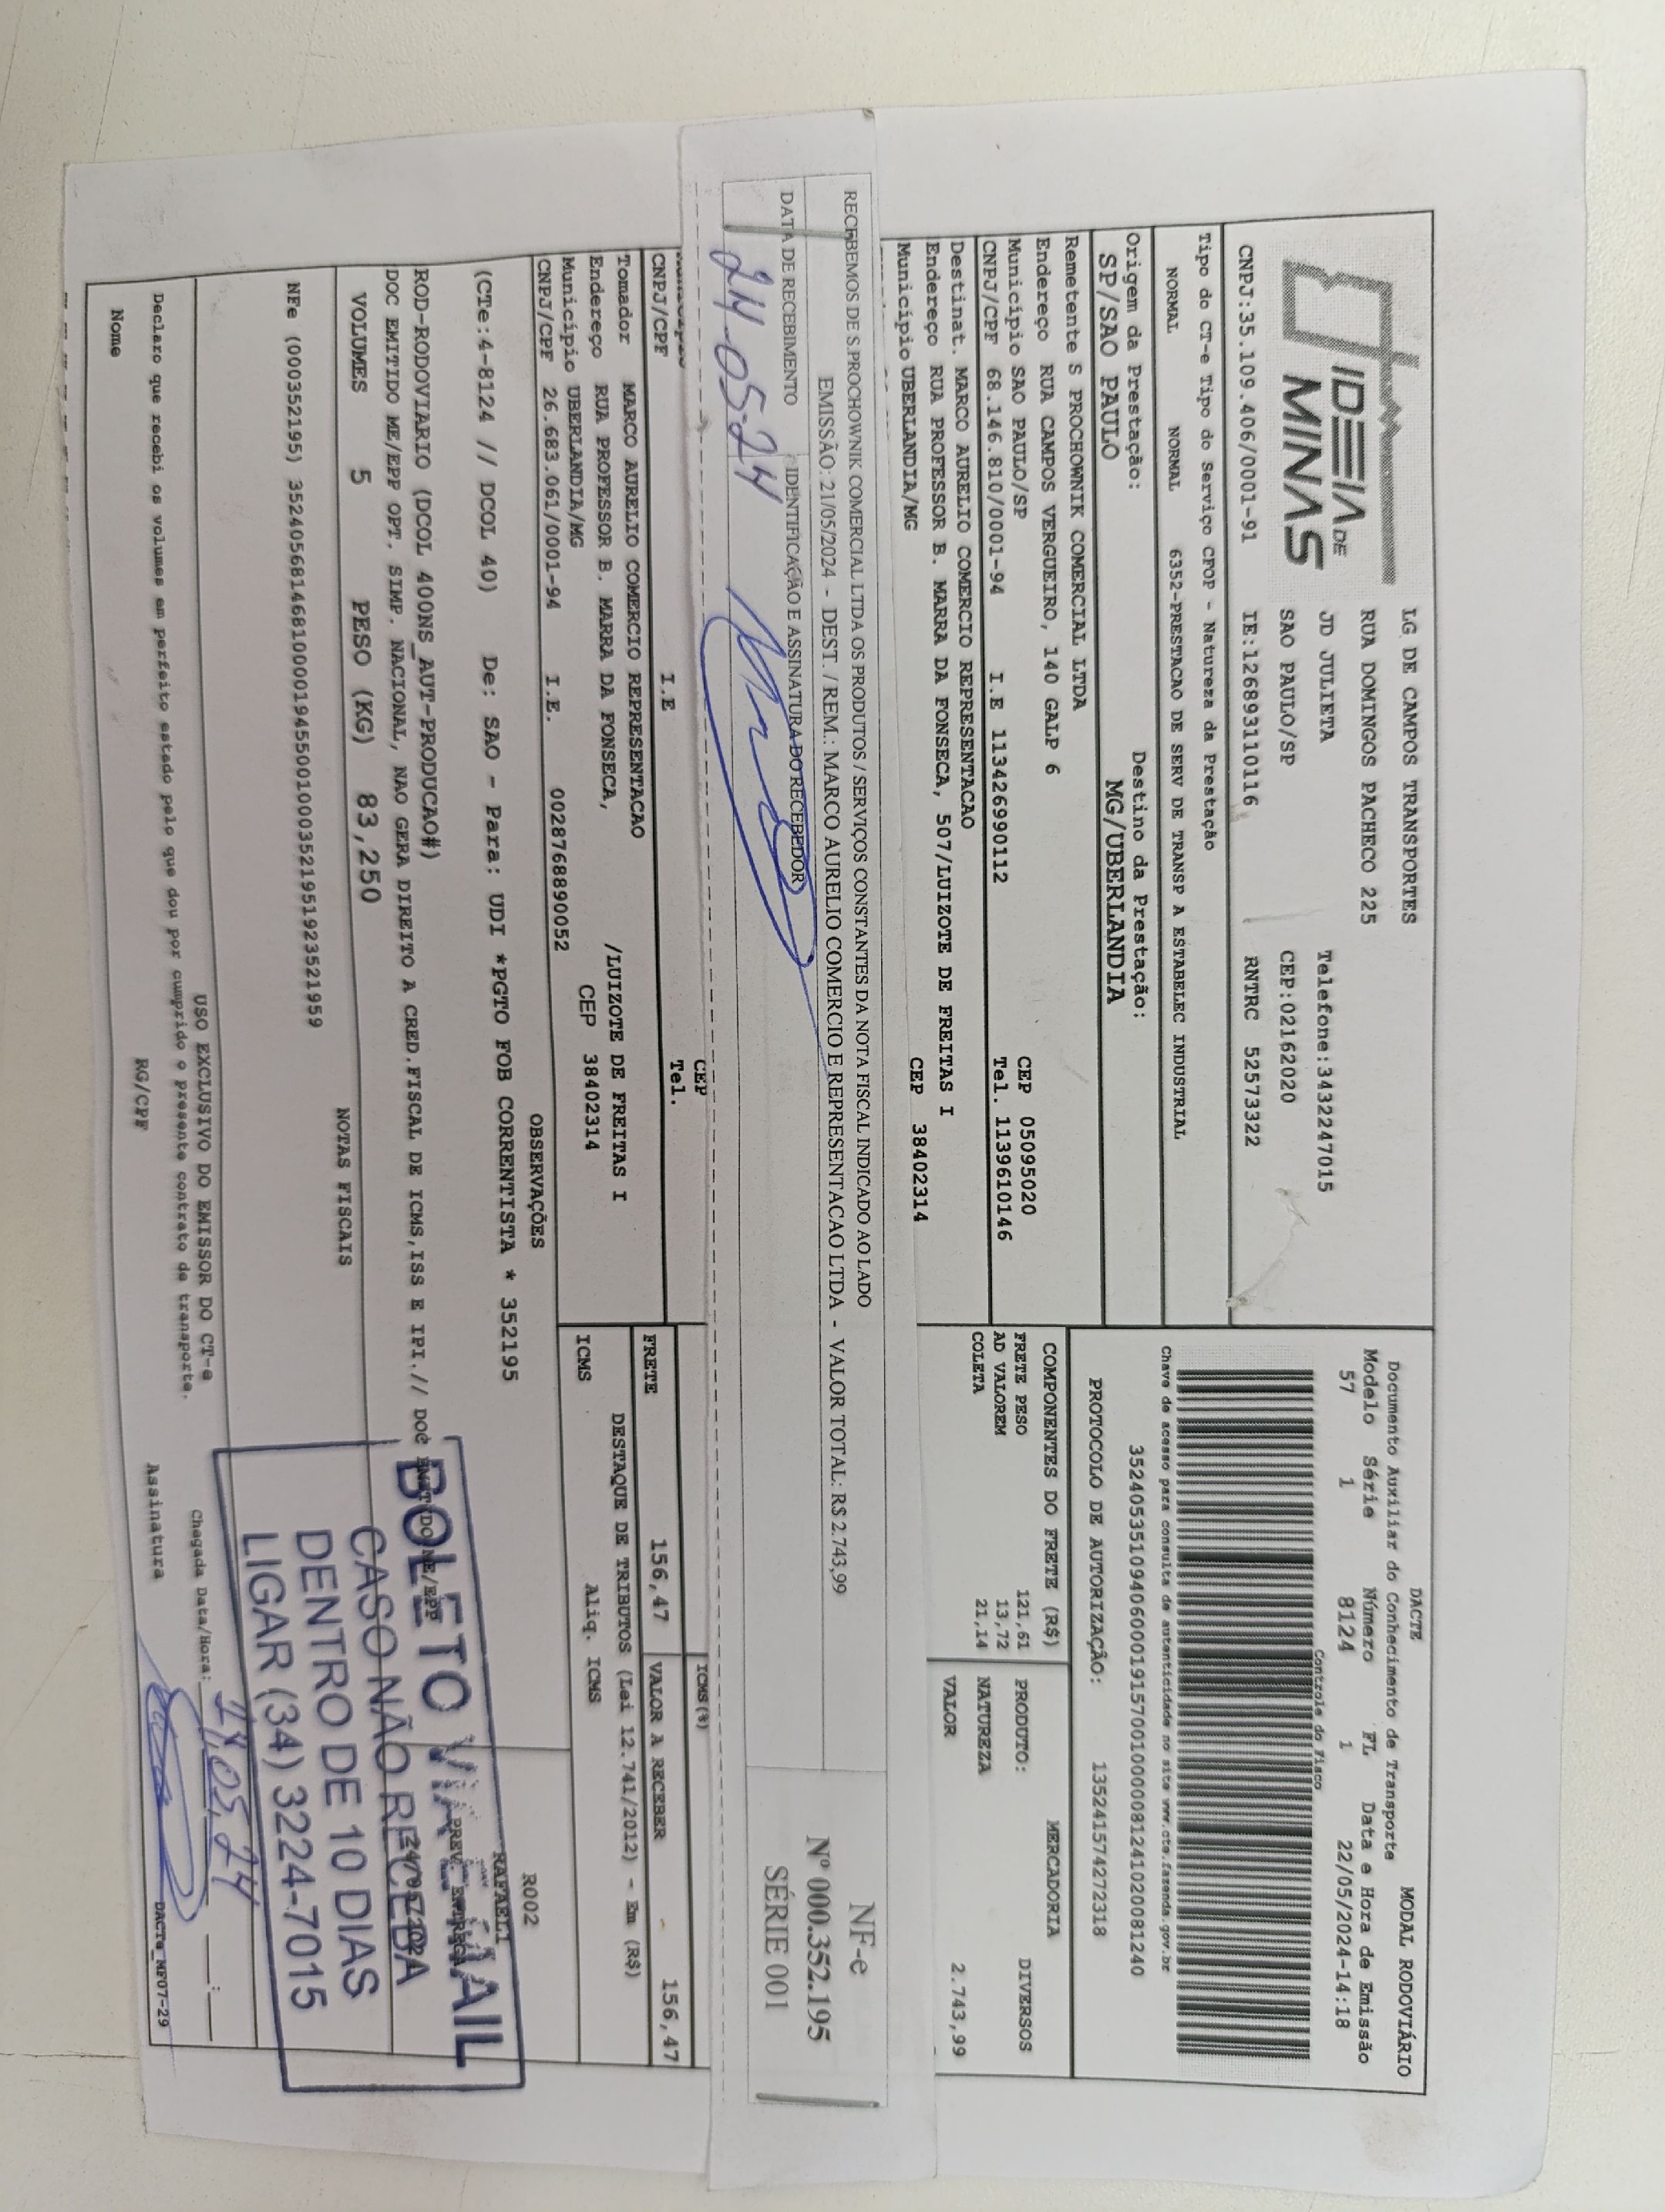 IDEIA DE
MINAS
LG DE CAMPOS TRANSPORTES
RUA DOMINGOS PACHECO 225
JD JULIETA Telefone:3432247015
SAO PAULO/SP CEP:02162020
CNPJ:35.109.406/0001-91 IE:126893110116 RNTRC 52573322
DACTE MODAL RODOVIÁRIO
Documento Auxiliar do Conhecimento de Transporte
Modelo Série Número FL Data e Hora de Emissão
57 1 8124 1 22/05/2024-14:18
Controle do Fisco
Tipo do CT-e Tipo do Serviço CFOP - Natureza da Prestação
NORMAL NORMAL 6352-PRESTACAO DE SERV DE TRANSP A ESTABELEC INDUSTRIAL
Chave de acesso para consulta de autenticidade no site www.cte.fazenda.gov.br
35240535109406000191570010000081241020081240
Origem da Prestação: Destino da Prestação:
SP/SAO PAULO MG/UBERLANDIA
PROTOCOLO DE AUTORIZAÇÃO: 135241574272318
Remetente S PROCHOWNIK COMERCIAL LTDA
Endereço RUA CAMPOS VERGUEIRO, 140 GALP 6
Município SAO PAULO/SP CEP 05095020
CNPJ/CPF 68.146.810/0001-94 I.E 113426990112 Tel. 1139610146
Destinat. MARCO AURELIO COMERCIO REPRESENTACAO
Endereço RUA PROFESSOR B. MARRA DA FONSECA, 507/LUIZOTE DE FREITAS I
Município UBERLANDIA/MG CEP 38402314
COMPONENTES DO FRETE (R$) MERCADORIA
FRETE PESO 121,61 PRODUTO: DIVERSOS
AD VALOREM 13,72
COLETA 21,14 NATUREZA
VALOR 2.743,99
RECEBEMOS DE S.PROCHOWNIK COMERCIAL LTDA OS PRODUTOS / SERVIÇOS CONSTANTES DA NOTA FISCAL INDICADO AO LADO
EMISSÃO: 21/05/2024 - DEST. / REM.: MARCO AURELIO COMERCIO E REPRESENTACAO LTDA - VALOR TOTAL: R$ 2.743,99
DATA DE RECEBIMENTO IDENTIFICAÇÃO E ASSINATURA DO RECEBEDOR
24-05-24
NF-e
Nº 000.352.195
SÉRIE 001
CEP
CNPJ/CPF I.E Tel.
ICMS(%)
Tomador MARCO AURELIO COMERCIO REPRESENTACAO
Endereço RUA PROFESSOR B. MARRA DA FONSECA, /LUIZOTE DE FREITAS I
Município UBERLANDIA/MG CEP 38402314
CNPJ/CPF 26.683.061/0001-94 I.E. 0028768890052
FRETE 156,47 VALOR A RECEBER 156,47
DESTAQUE DE TRIBUTOS (Lei 12.741/2012) - Em (R$)
ICMS Aliq. ICMS
OBSERVAÇÕES
R002
(CTe:4-8124 // DCOL 40) De: SAO - Para: UDI *PGTO FOB CORRENTISTA * 352195
RAFAELI
ROD-RODOVIARIO (DCOL 400NS_AUT-PRODUCAO#)
DOC EMITIDO ME/EPP OPT. SIMP. NACIONAL, NAO GERA DIREITO A CRED.FISCAL DE ICMS,ISS E IPI.// DOC EMITIDO ME/EPP
PREV. ENTREGA
VOLUMES 5 PESO (KG) 83,250
NOTAS FISCAIS
NFe (000352195) 35240568146810000194550010003521951923521959
BOLETO VIA E-MAIL
CASO NÃO RECEBA
DENTRO DE 10 DIAS
LIGAR (34) 3224-7015
USO EXCLUSIVO DO EMISSOR DO CT-e
Declaro que recebi os volumes em perfeito estado pelo que dou por cumprido o presente contrato de transporte.
Chegada Data/Hora: 24.05.24 ___:___
Nome RG/CPF Assinatura
DACTe_MF07-29